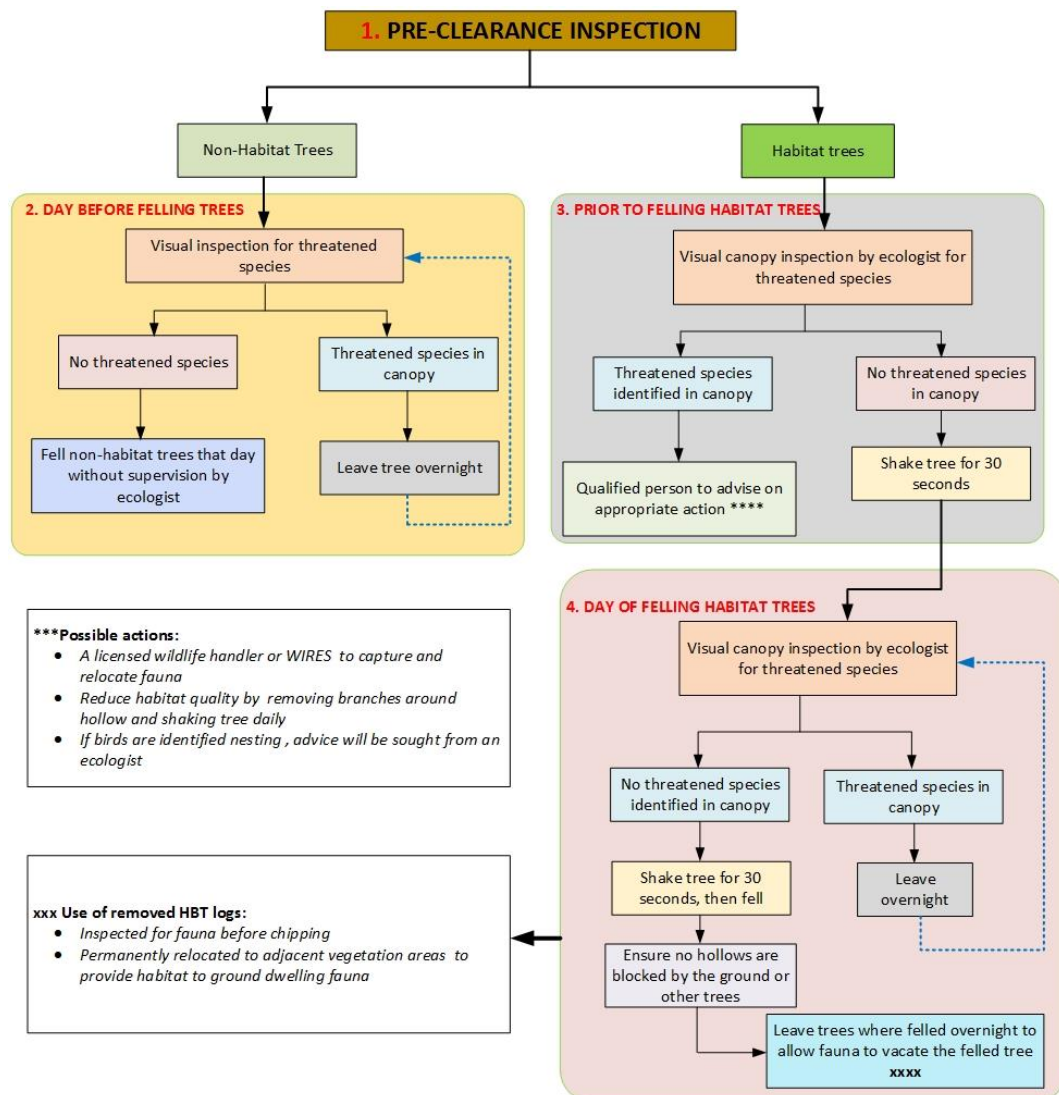 1. PRE-CLEARANCE INSPECTION
Non-Habitat Trees
Habitat trees
2. DAY BEFORE FELLING TREES
Visual inspection for threatened
species
No threatened species
Threatened species in
canopy
Fell non-habitat trees that day
without supervision by
ecologist
Leave tree overnight
3. PRIOR TO FELLING HABITAT TREES
Visual canopy inspection by ecologist for
threatened species
Threatened species
identified in canopy
No threatened species
in canopy
Qualified person to advise on
appropriate action ****
Shake tree for 30
seconds
***Possible actions:
• A licensed wildlife handler or WIRES to capture and
relocate fauna
• Reduce habitat quality by removing branches around
hollow and shaking tree daily
• If birds are identified nesting , advice will be sought from an
ecologist
4. DAY OF FELLING HABITAT TREES
Visual canopy inspection by ecologist
for threatened species
No threatened species
identified in canopy
Threatened species in
canopy
Shake tree for 30
seconds, then fell
Leave
overnight
Ensure no hollows are
blocked by the ground or
other trees
Leave trees where felled overnight to
allow fauna to vacate the felled tree
xxxx
xxx Use of removed HBT logs:
• Inspected for fauna before chipping
• Permanently relocated to adjacent vegetation areas to
provide habitat to ground dwelling fauna